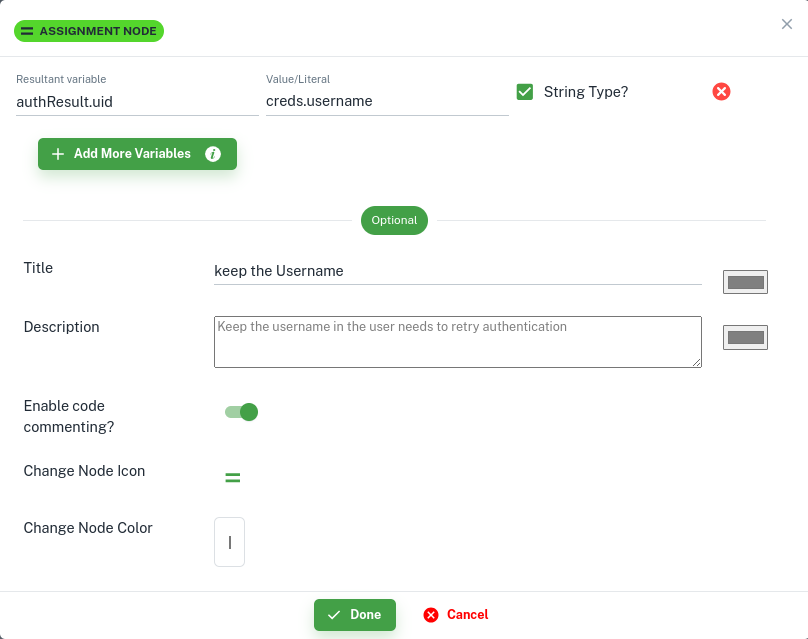 ASSIGNMENT NODE
Resultant variable
Value/Literal
authResult.uid
creds.username
String Type?
Add More Variables
Optional
Title
keep the Username
Description
Keep the username in the user needs to retry authentication
Enable code
commenting?
Change Node Icon
Change Node Color
Done
Cancel